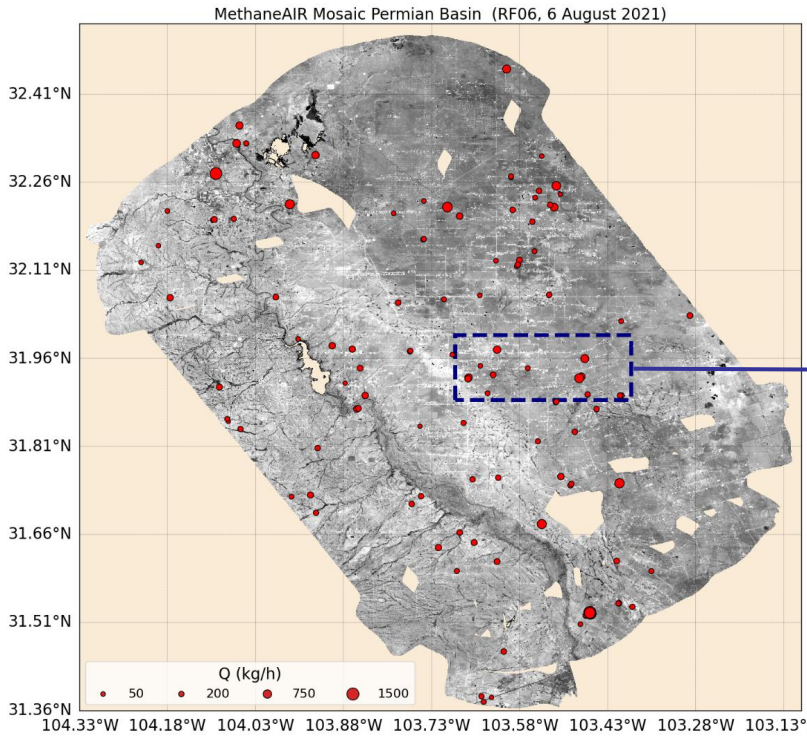 MethaneAIR Mosaic Permian Basin (RF06, 6 August 2021)
32.41°N
32.26°N
32.11°N
31.96°N
31.81°N
31.66°N
31.51°N
31.36°N
Q (kg/h)
50 200 750 1500
104.33°W 104.18°W 104.03°W 103.88°W 103.73°W 103.58°W 103.43°W 103.28°W 103.13°